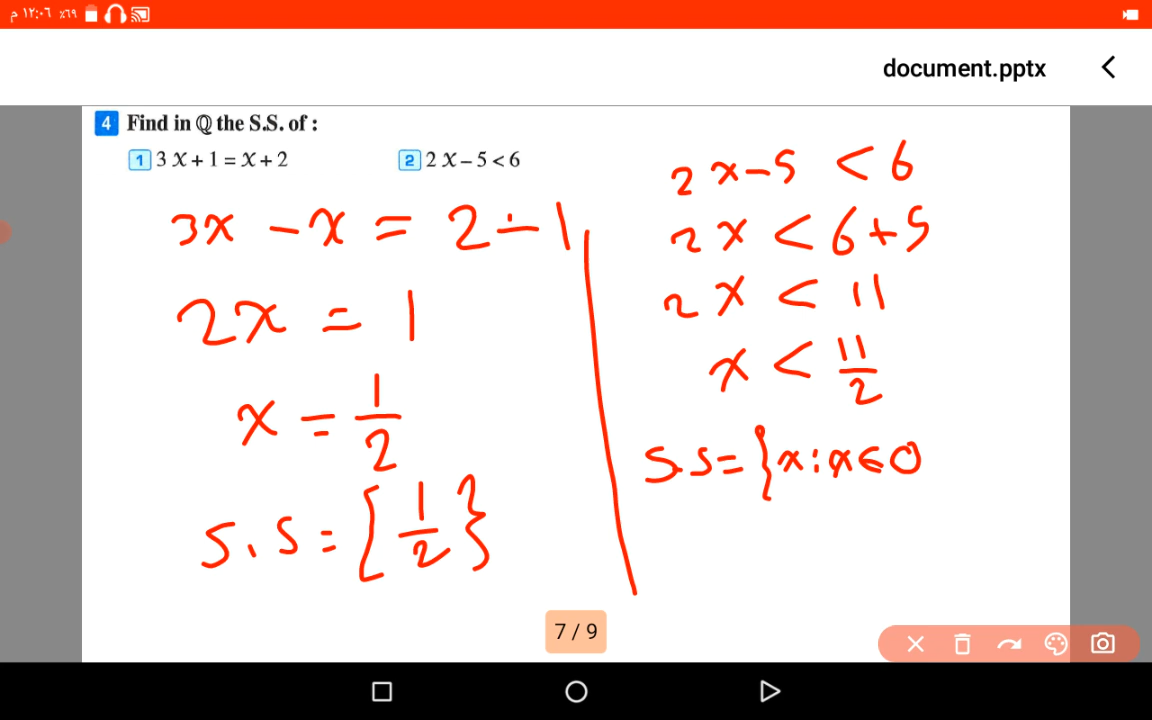 م ١٢:٠٦ ٪٦٩
document.pptx
4 Find in ℚ the S.S. of :
1 3 X + 1 = X + 2
2 2 X – 5 < 6
3x - x = 2 - 1
2x = 1
x = 1/2
S.S = {1/2}
2x - 5 < 6
2x < 6 + 5
2x < 11
x < 11/2
S.S = {x : x ∈ 0
7 / 9